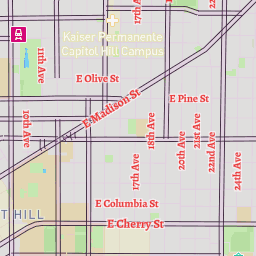 17th Ave
19th
Kaiser Permanente
Capitol Hill Campus
11th Ave
E Olive St
E Madison St
E Pine St
10th Ave
18th Ave
21st Ave
20th Ave
22nd Ave
17th Ave
24th Ave
E Columbia St
T HILL
E Cherry St